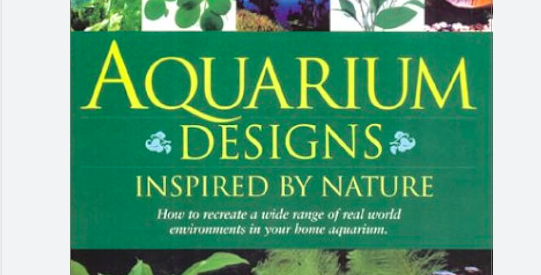 AQUARIUM
DESIGNS
INSPIRED BY NATURE
How to recreate a wide range of real world
environments in your home aquarium.